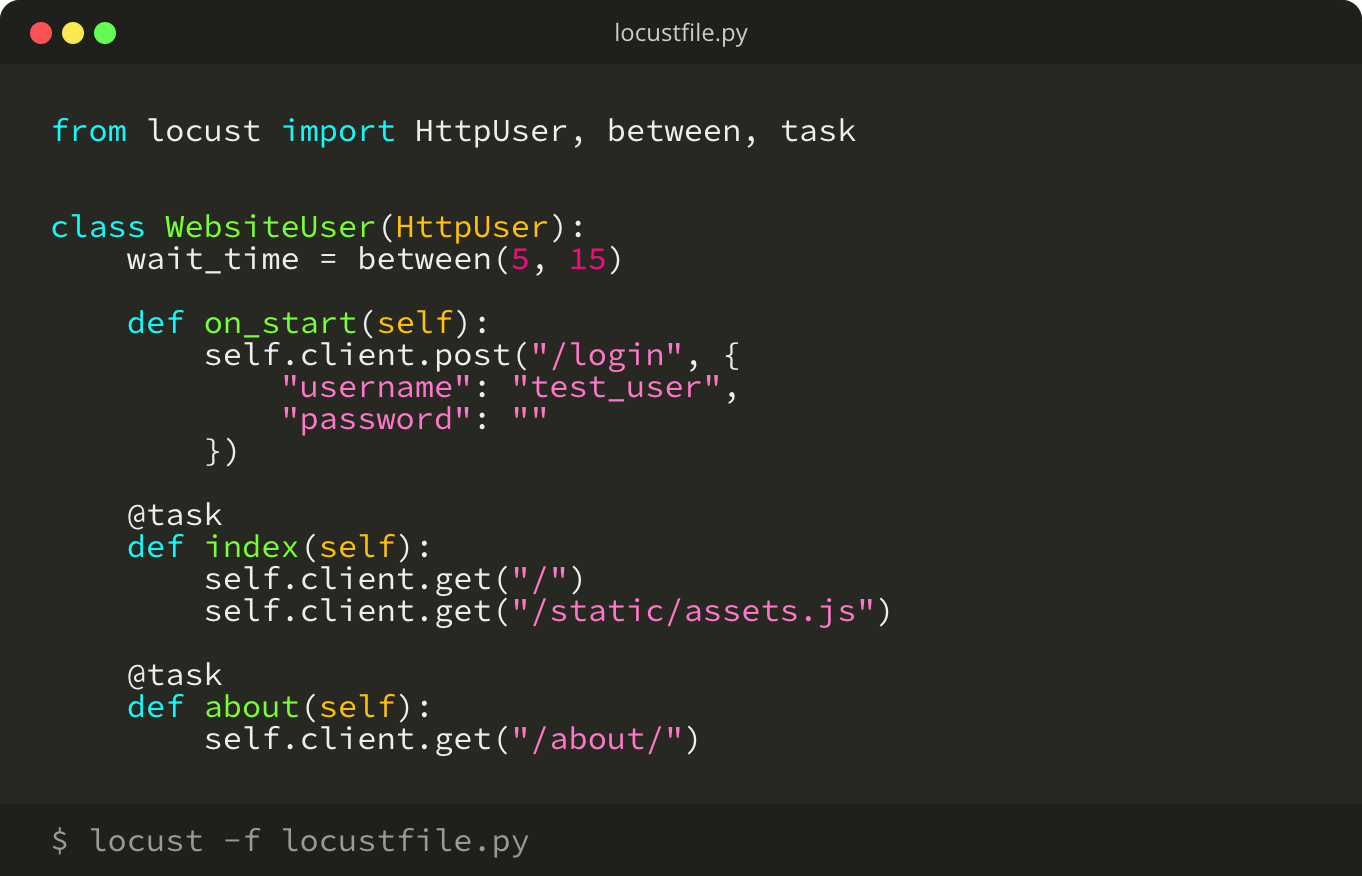 locustfile.py
from locust import HttpUser, between, task
class WebsiteUser(HttpUser):
    wait_time = between(5, 15)
    def on_start(self):
        self.client.post("/login", {
            "username": "test_user",
            "password": ""
        })
    @task
    def index(self):
        self.client.get("/")
        self.client.get("/static/assets.js")
    @task
    def about(self):
        self.client.get("/about/")
$ locust -f locustfile.py